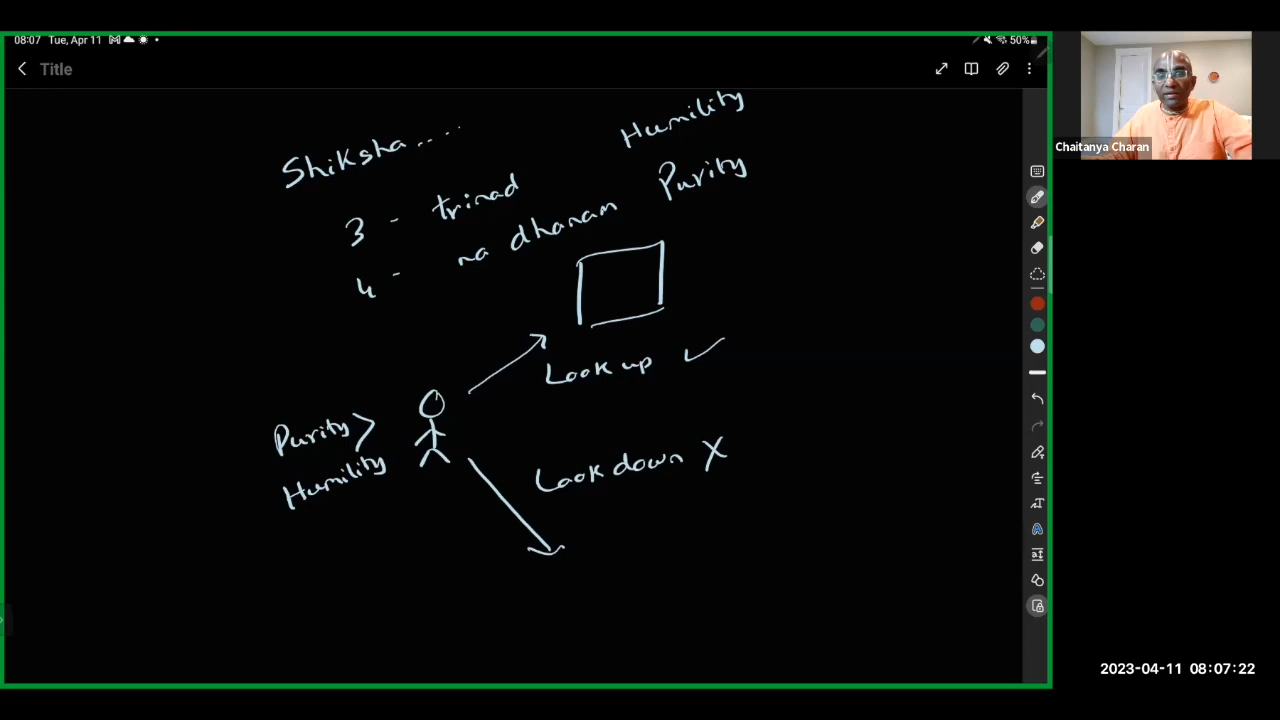 08:07 Tue, Apr 11
50%
Title
Humility
Shiksha....
Purity
3 - trinad
4 - na dhanam
Look up ✓
Purity >
Humility
Look down X
Chaitanya Charan
2023-04-11 08:07:22